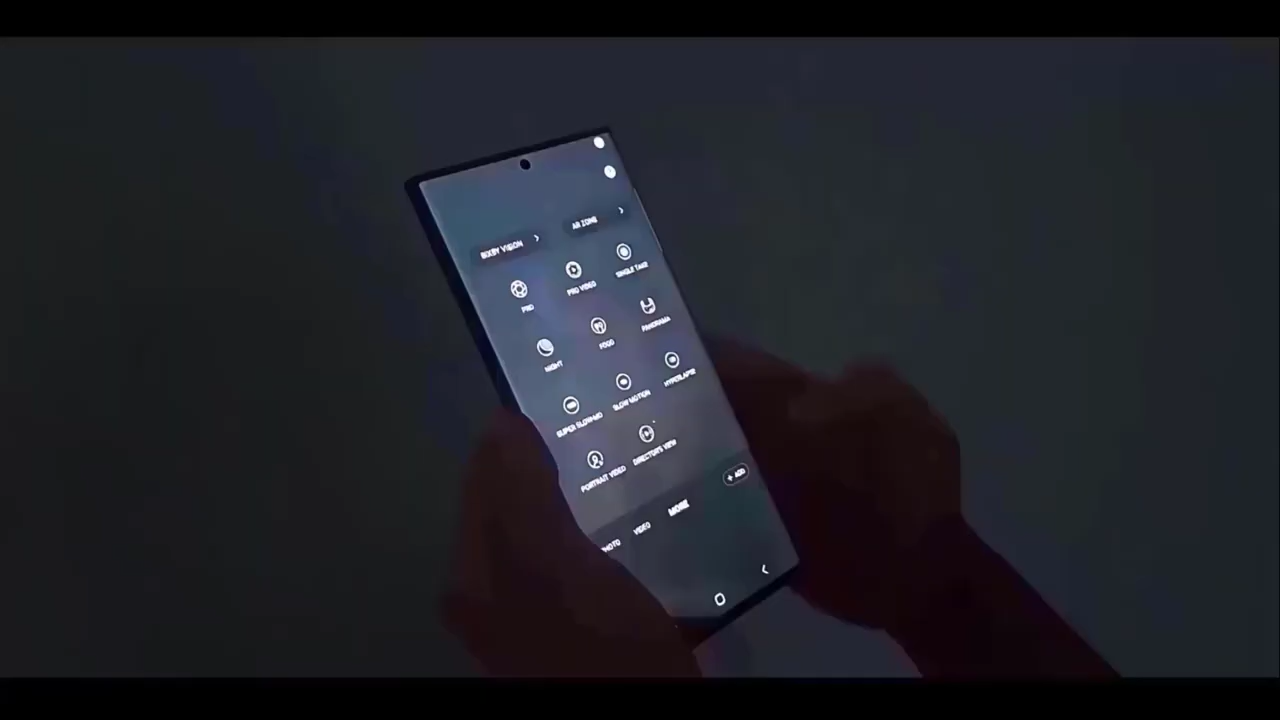 BIXBY VISION
AR ZONE
PRO
PRO VIDEO
SINGLE TAKE
NIGHT
FOOD
PANORAMA
SUPER SLOW-MO
SLOW MOTION
HYPERLAPSE
PORTRAIT VIDEO
DIRECTOR'S VIEW
+ ADD
PHOTO
VIDEO
MORE